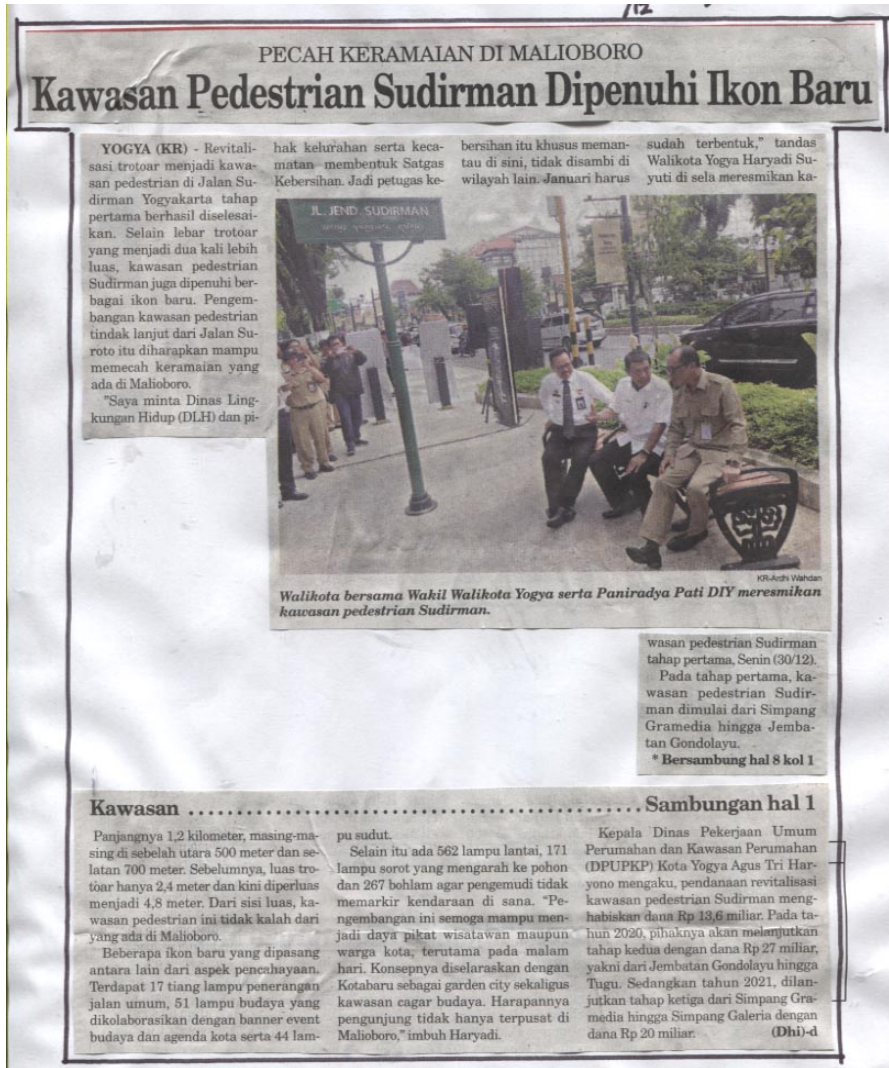 /12
PECAH KERAMAIAN DI MALIOBORO
Kawasan Pedestrian Sudirman Dipenuhi Ikon Baru
YOGYA (KR) - Revitali-
sasi trotoar menjadi kawa-
san pedestrian di Jalan Su-
dirman Yogyakarta tahap
pertama berhasil diselesai-
kan. Selain lebar trotoar
yang menjadi dua kali lebih
luas, kawasan pedestrian
Sudirman juga dipenuhi ber-
bagai ikon baru. Pengem-
bangan kawasan pedestrian
tindak lanjut dari Jalan Su-
roto itu diharapkan mampu
memecah keramaian yang
ada di Malioboro.
"Saya minta Dinas Ling-
kungan Hidup (DLH) dan pi-
hak kelurahan serta keca-
matan membentuk Satgas
Kebersihan. Jadi petugas ke-
bersihan itu khusus meman-
tau di sini, tidak disambi di
wilayah lain. Januari harus
sudah terbentuk," tandas
Walikota Yogya Haryadi Su-
yuti di sela meresmikan ka-
JL. JEND. SUDIRMAN
KR-Ardhi Wahdan
Walikota bersama Wakil Walikota Yogya serta Paniradya Pati DIY meresmikan
kawasan pedestrian Sudirman.
wasan pedestrian Sudirman
tahap pertama, Senin (30/12).
Pada tahap pertama, ka-
wasan pedestrian Sudir-
man dimulai dari Simpang
Gramedia hingga Jemba-
tan Gondolayu.
* Bersambung hal 8 kol 1
Kawasan ........................................................ Sambungan hal 1
Panjangnya 1,2 kilometer, masing-ma-
sing di sebelah utara 500 meter dan se-
latan 700 meter. Sebelumnya, luas tro-
toar hanya 2,4 meter dan kini diperluas
menjadi 4,8 meter. Dari sisi luas, ka-
wasan pedestrian ini tidak kalah dari
yang ada di Malioboro.
Beberapa ikon baru yang dipasang
antara lain dari aspek pencahayaan.
Terdapat 17 tiang lampu penerangan
jalan umum, 51 lampu budaya yang
dikolaborasikan dengan banner event
budaya dan agenda kota serta 44 lam-
pu sudut.
Selain itu ada 562 lampu lantai, 171
lampu sorot yang mengarah ke pohon
dan 267 bohlam agar pengemudi tidak
memarkir kendaraan di sana. "Pe-
ngembangan ini semoga mampu men-
jadi daya pikat wisatawan maupun
warga kota, terutama pada malam
hari. Konsepnya diselaraskan dengan
Kotabaru sebagai garden city sekaligus
kawasan cagar budaya. Harapannya
pengunjung tidak hanya terpusat di
Malioboro," imbuh Haryadi.
Kepala Dinas Pekerjaan Umum
Perumahan dan Kawasan Perumahan
(DPUPKP) Kota Yogya Agus Tri Har-
yono mengaku, pendanaan revitalisasi
kawasan pedestrian Sudirman meng-
habiskan dana Rp 13,6 miliar. Pada ta-
hun 2020, pihaknya akan melanjutkan
tahap kedua dengan dana Rp 27 miliar,
yakni dari Jembatan Gondolayu hingga
Tugu. Sedangkan tahun 2021, dilan-
jutkan tahap ketiga dari Simpang Gra-
media hingga Simpang Galeria dengan
dana Rp 20 miliar. (Dhi)-d